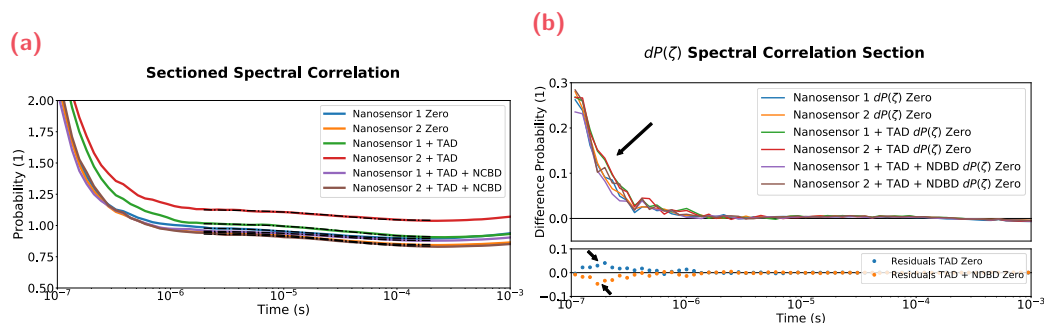 (a)
Sectioned Spectral Correlation
Probability (1)
2.00
1.75
1.50
1.25
1.00
0.75
0.50
Nanosensor 1 Zero
Nanosensor 2 Zero
Nanosensor 1 + TAD
Nanosensor 2 + TAD
Nanosensor 1 + TAD + NCBD
Nanosensor 2 + TAD + NCBD
10⁻⁷ 10⁻⁶ 10⁻⁵ 10⁻⁴ 10⁻³
Time (s)
(b)
dP(ζ) Spectral Correlation Section
Difference Probability (1)
0.3
0.2
0.1
0.0
Nanosensor 1 dP(ζ) Zero
Nanosensor 2 dP(ζ) Zero
Nanosensor 1 + TAD dP(ζ) Zero
Nanosensor 2 + TAD dP(ζ) Zero
Nanosensor 1 + TAD + NDBD dP(ζ) Zero
Nanosensor 2 + TAD + NDBD dP(ζ) Zero
0.1
0.0
−0.1
Residuals TAD Zero
Residuals TAD + NDBD Zero
10⁻⁷ 10⁻⁶ 10⁻⁵ 10⁻⁴ 10⁻³
Time (s)